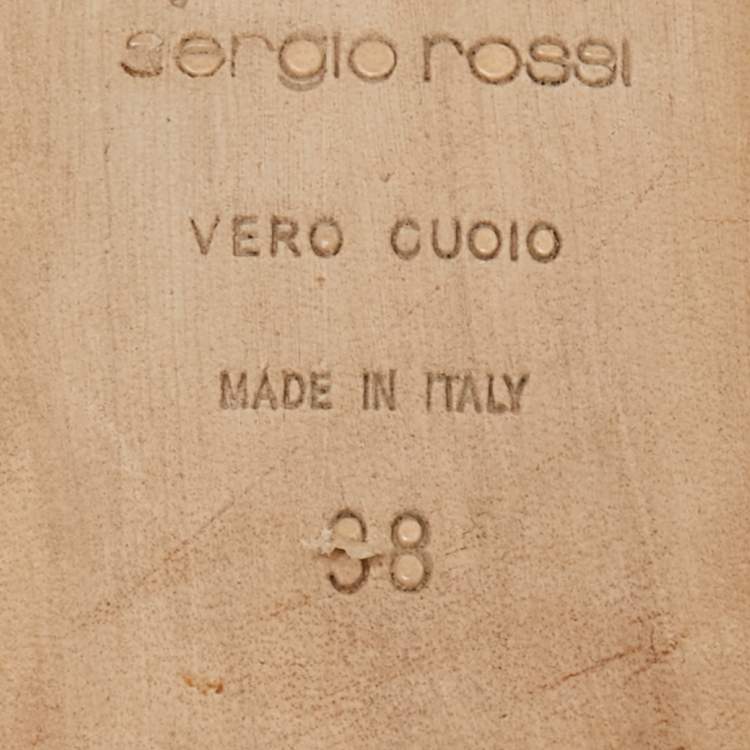 sergio rossi
VERO CUOIO
MADE IN ITALY
38